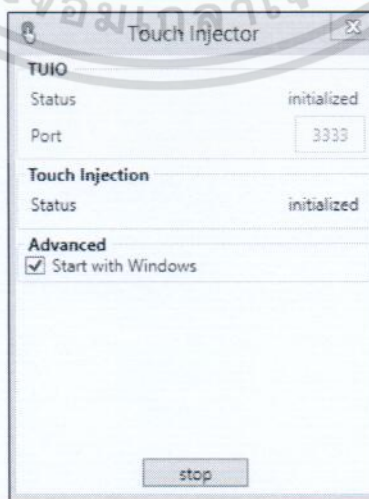 Touch Injector
TUIO
Status initialized
Port 3333
Touch Injection
Status initialized
Advanced
Start with Windows
stop